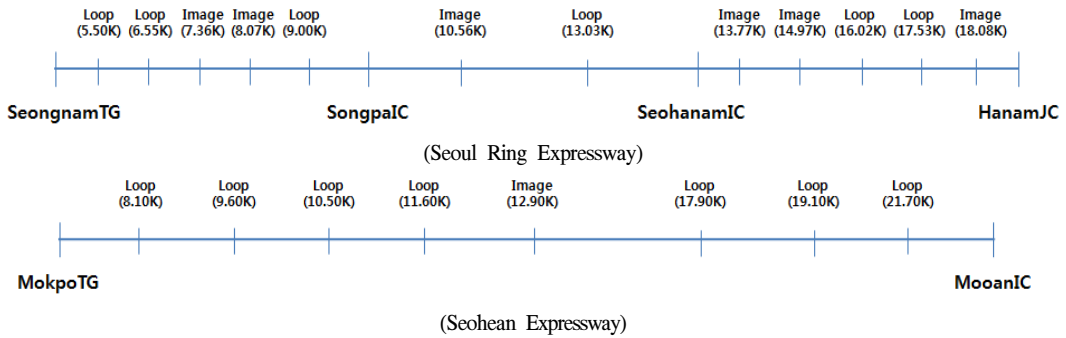 Loop Loop Image Image Loop Image Loop Image Image Loop Loop Image
(5.50K) (6.55K) (7.36K) (8.07K) (9.00K) (10.56K) (13.03K) (13.77K) (14.97K) (16.02K) (17.53K) (18.08K)
SeongnamTG SongpaIC SeohanamIC HanamJC
(Seoul Ring Expressway)
Loop Loop Loop Loop Image Loop Loop Loop
(8.10K) (9.60K) (10.50K) (11.60K) (12.90K) (17.90K) (19.10K) (21.70K)
MokpoTG MooanIC
(Seohean Expressway)